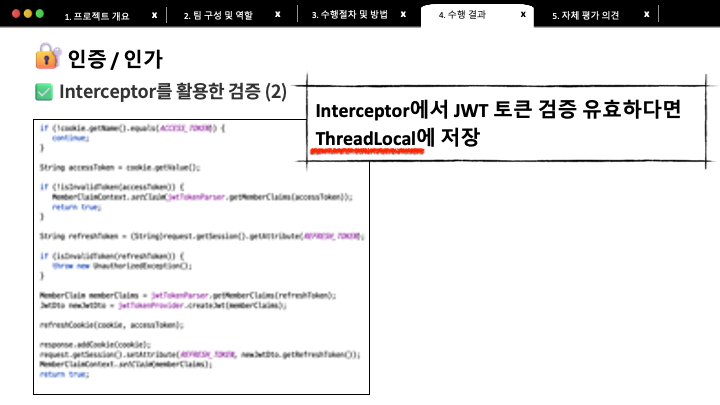 1. 프로젝트 개요 x 2. 팀 구성 및 역할 x 3. 수행절차 및 방법 x 4. 수행 결과 x 5. 자체 평가 의견 x
인증 / 인가
Interceptor를 활용한 검증 (2)
Interceptor에서 JWT 토큰 검증 유효하다면
ThreadLocal에 저장
if (!cookie.getName().equals(ACCESS_TOKEN)) {
continue;
}
String accessToken = cookie.getValue();
if (!isInvalidToken(accessToken)) {
MemberClaimContext.setClaim(jwtTokenParser.getMemberClaims(accessToken));
return true;
}
String refreshToken = (String)request.getSession().getAttribute(REFRESH_TOKEN);
if (isInvalidToken(refreshToken)) {
throw new UnauthorizedException();
}
MemberClaim memberClaims = jwtTokenParser.getMemberClaims(refreshToken);
JwtDto newJwtDto = jwtTokenProvider.createJwt(memberClaims);
refreshCookie(cookie, accessToken);
response.addCookie(cookie);
request.getSession().setAttribute(REFRESH_TOKEN, newJwtDto.getRefreshToken());
MemberClaimContext.setClaim(memberClaims);
return true;